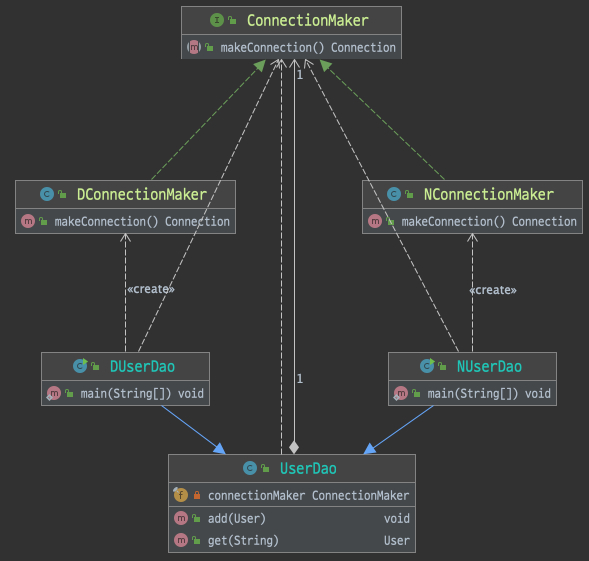 ConnectionMaker
makeConnection() Connection
1
DConnectionMaker
makeConnection() Connection
NConnectionMaker
makeConnection() Connection
«create»
«create»
DUserDao
main(String[]) void
NUserDao
main(String[]) void
1
UserDao
connectionMaker ConnectionMaker
add(User) void
get(String) User